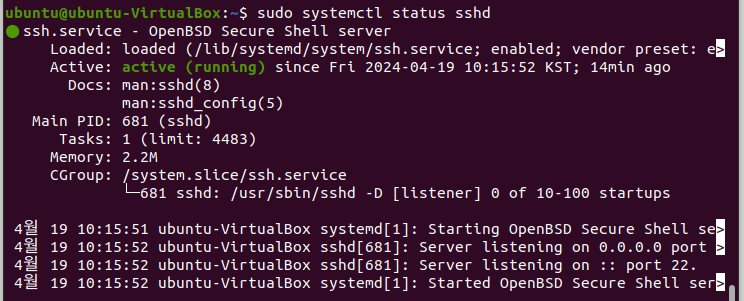 ubuntu@ubuntu-VirtualBox:~$ sudo systemctl status sshd
● ssh.service - OpenBSD Secure Shell server
     Loaded: loaded (/lib/systemd/system/ssh.service; enabled; vendor preset: e>
     Active: active (running) since Fri 2024-04-19 10:15:52 KST; 14min ago
       Docs: man:sshd(8)
             man:sshd_config(5)
   Main PID: 681 (sshd)
      Tasks: 1 (limit: 4483)
     Memory: 2.2M
     CGroup: /system.slice/ssh.service
             └─681 sshd: /usr/sbin/sshd -D [listener] 0 of 10-100 startups

 4월 19 10:15:51 ubuntu-VirtualBox systemd[1]: Starting OpenBSD Secure Shell se>
 4월 19 10:15:52 ubuntu-VirtualBox sshd[681]: Server listening on 0.0.0.0 port >
 4월 19 10:15:52 ubuntu-VirtualBox sshd[681]: Server listening on :: port 22.
 4월 19 10:15:52 ubuntu-VirtualBox systemd[1]: Started OpenBSD Secure Shell ser>